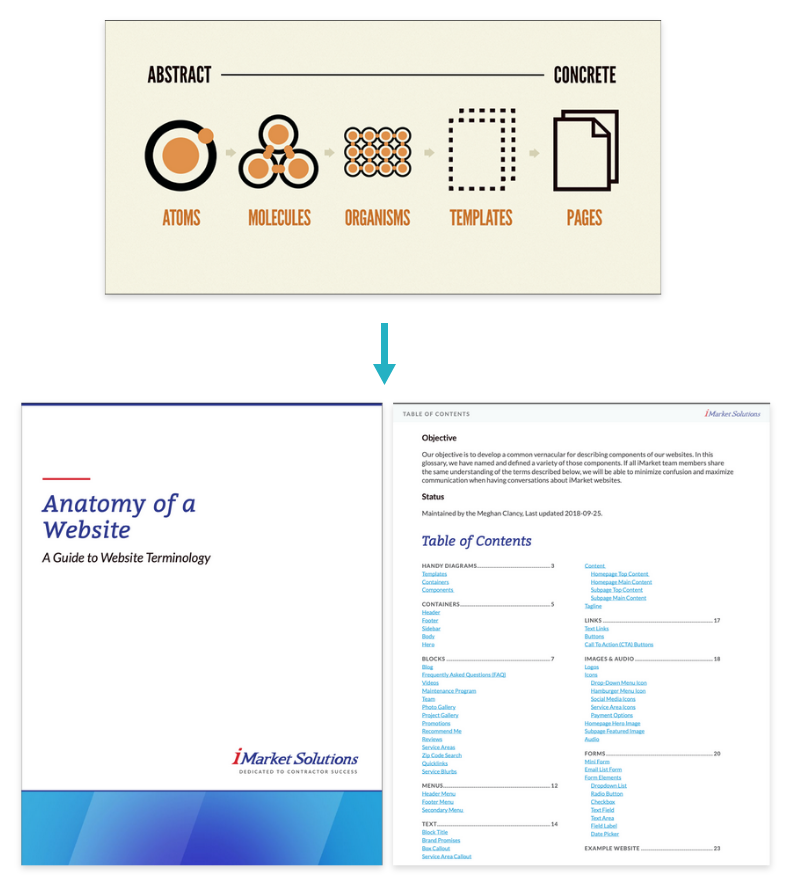 ABSTRACT
CONCRETE
ATOMS
MOLECULES
ORGANISMS
TEMPLATES
PAGES
Anatomy of a
Website
A Guide to Website Terminology
iMarket Solutions
DEDICATED TO CONTRACTOR SUCCESS
TABLE OF CONTENTS
iMarket Solutions
Objective
Our objective is to develop a common vernacular for describing components of our websites. In this
glossary, we have named and defined a variety of those components. If all iMarket team members share
the same understanding of the terms described below, we will be able to minimize confusion and maximize
communication when having conversations about iMarket websites.
Status
Maintained by the Meghan Clancy, Last updated 2018-09-25.
Table of Contents
HANDY DIAGRAMS 3
Templates
Containers
Components
CONTAINERS 5
Header
Footer
Sidebar
Body
Hero
BLOCKS 7
Blog
Frequently Asked Questions (FAQ)
Videos
Maintenance Program
Team
Photo Gallery
Project Gallery
Promotions
Recommend Me
Reviews
Service Areas
Zip Code Search
Quicklinks
Service Blurbs
MENUS 12
Header Menu
Footer Menu
Secondary Menu
TEXT 14
Block Title
Brand Promises
Box Callout
Service Area Callout
Content
Homepage Top Content
Homepage Main Content
Subpage Top Content
Subpage Main Content
Tagline
LINKS 17
Text Links
Buttons
Call To Action (CTA) Buttons
IMAGES & AUDIO 18
Logos
Icons
Drop-Down Menu Icon
Hamburger Menu Icon
Social Media Icons
Service Area Icons
Payment Options
Homepage Hero Image
Subpage Featured Image
Audio
FORMS 20
Mini Form
Email List Form
Form Elements
Dropdown List
Radio Button
Checkbox
Text Field
Text Area
Field Label
Date Picker
EXAMPLE WEBSITE 23